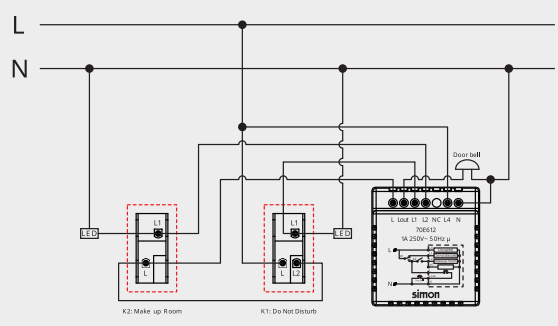 L
N
Door bell
L Lout L1 L2 NC L4 N
70E612
1A 250V~ 50Hz μ
L1
L1
LED
LED
L
L L2
L
N
simon
K2: Make up Room
K1: Do Not Disturb